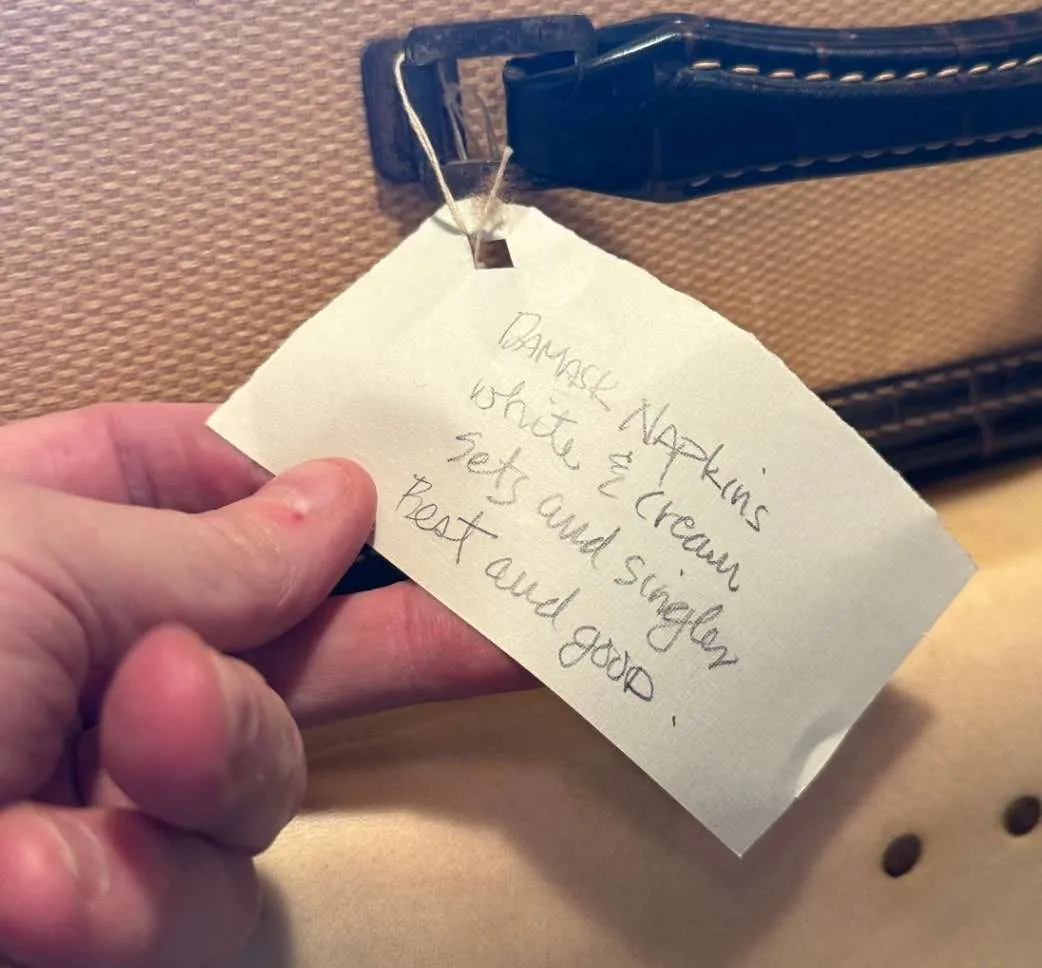 DAMASK NAPkins
white & cream
sets and singles
Best and good.